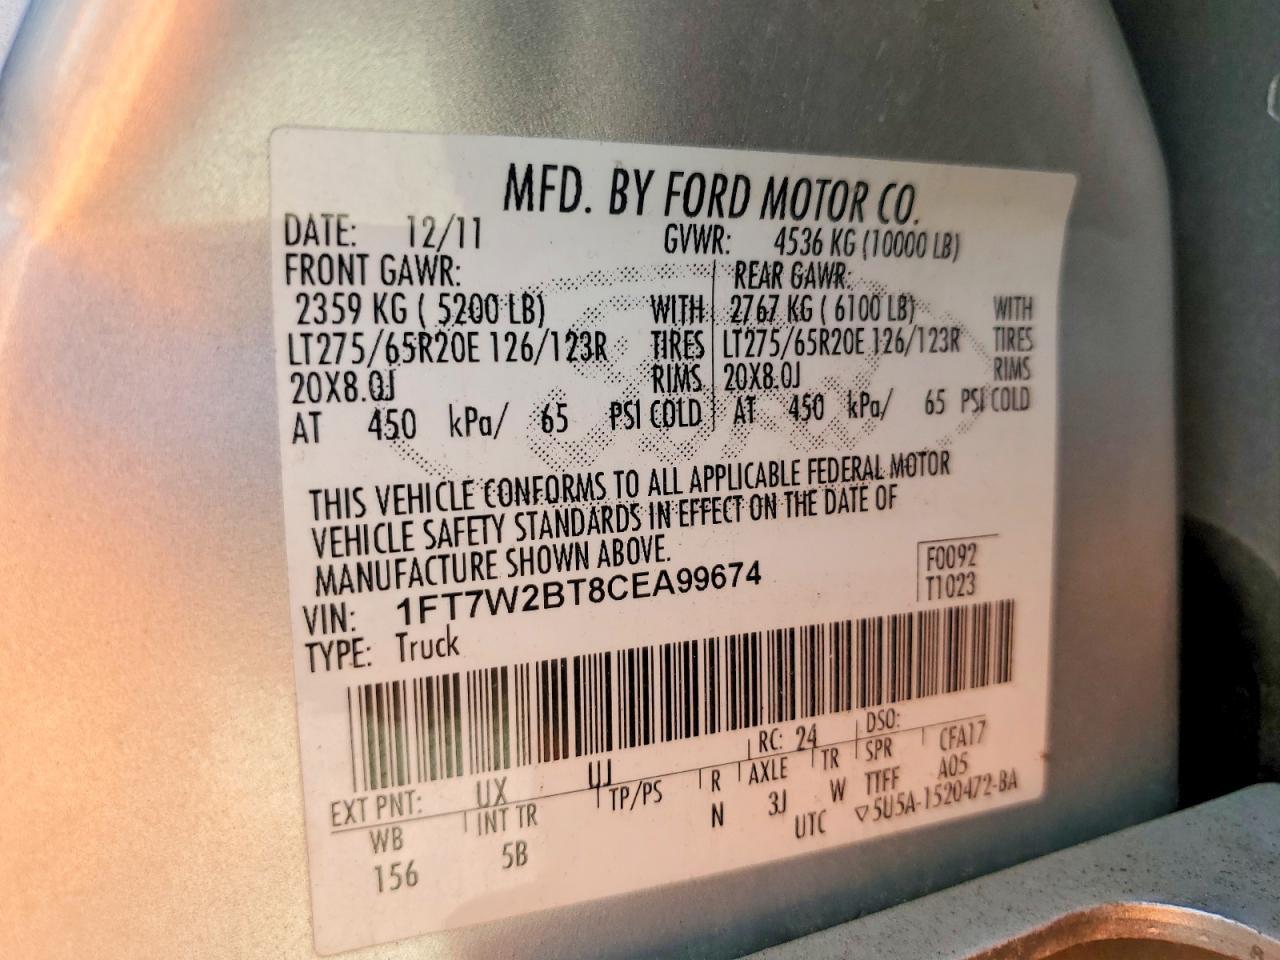 MFD. BY FORD MOTOR CO.
DATE: 12/11 GVWR: 4536 KG (10000 LB)
FRONT GAWR: REAR GAWR:
2359 KG ( 5200 LB) WITH 2767 KG ( 6100 LB) WITH
LT275/65R20E 126/123R TIRES LT275/65R20E 126/123R TIRES
20X8.0J RIMS 20X8.0J RIMS
AT 450 kPa/ 65 PSI COLD AT 450 kPa/ 65 PSI COLD
THIS VEHICLE CONFORMS TO ALL APPLICABLE FEDERAL MOTOR
VEHICLE SAFETY STANDARDS IN EFFECT ON THE DATE OF
MANUFACTURE SHOWN ABOVE.
VIN: 1FT7W2BT8CEA99674 F0092
TYPE: Truck T1023
EXT PNT: UX UJ RC: 24 DSO:
WB INT TR TP/PS R AXLE TR SPR CFA17
156 5B N 3J W TTFF A05
UTC ▽5U5A-1520472-BA